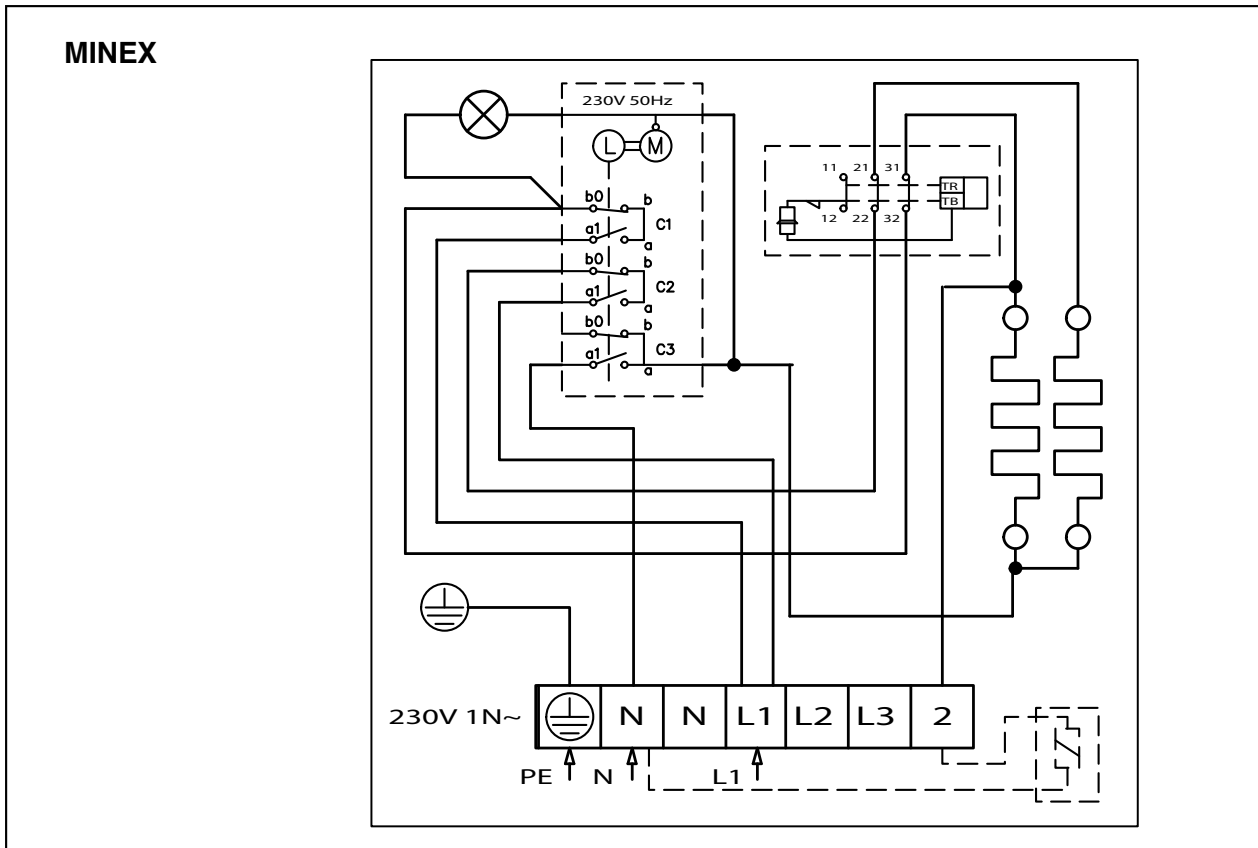 MINEX
230V 50Hz
L M
11 21 31
TR
TB
12 22 32
b0 b
C1
a1 a
b0 b
C2
a1 a
b0 b
C3
a1 a
230V 1N~ N N L1 L2 L3 2
PE N L1